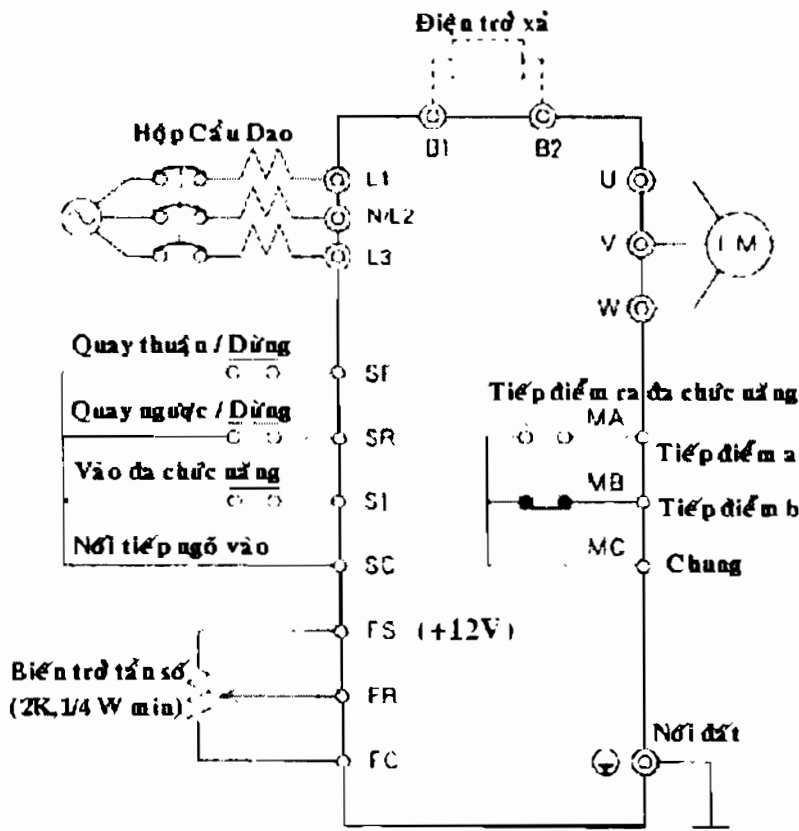 Điện trở xả
Hộp Cầu Dao
B1
B2
L1
U
N/L2
V
I M
L3
W
Quay thuận / Dừng
SF
Tiếp điểm ra đa chức năng
Quay ngược / Dừng
SR
MA
Tiếp điểm a
Vào đa chức năng
S1
MB
Tiếp điểm b
Nối tiếp ngõ vào
SC
MC
Chung
FS (+12V)
Biến trở tần số
(2K,1/4 W min)
FR
Nối đất
FC